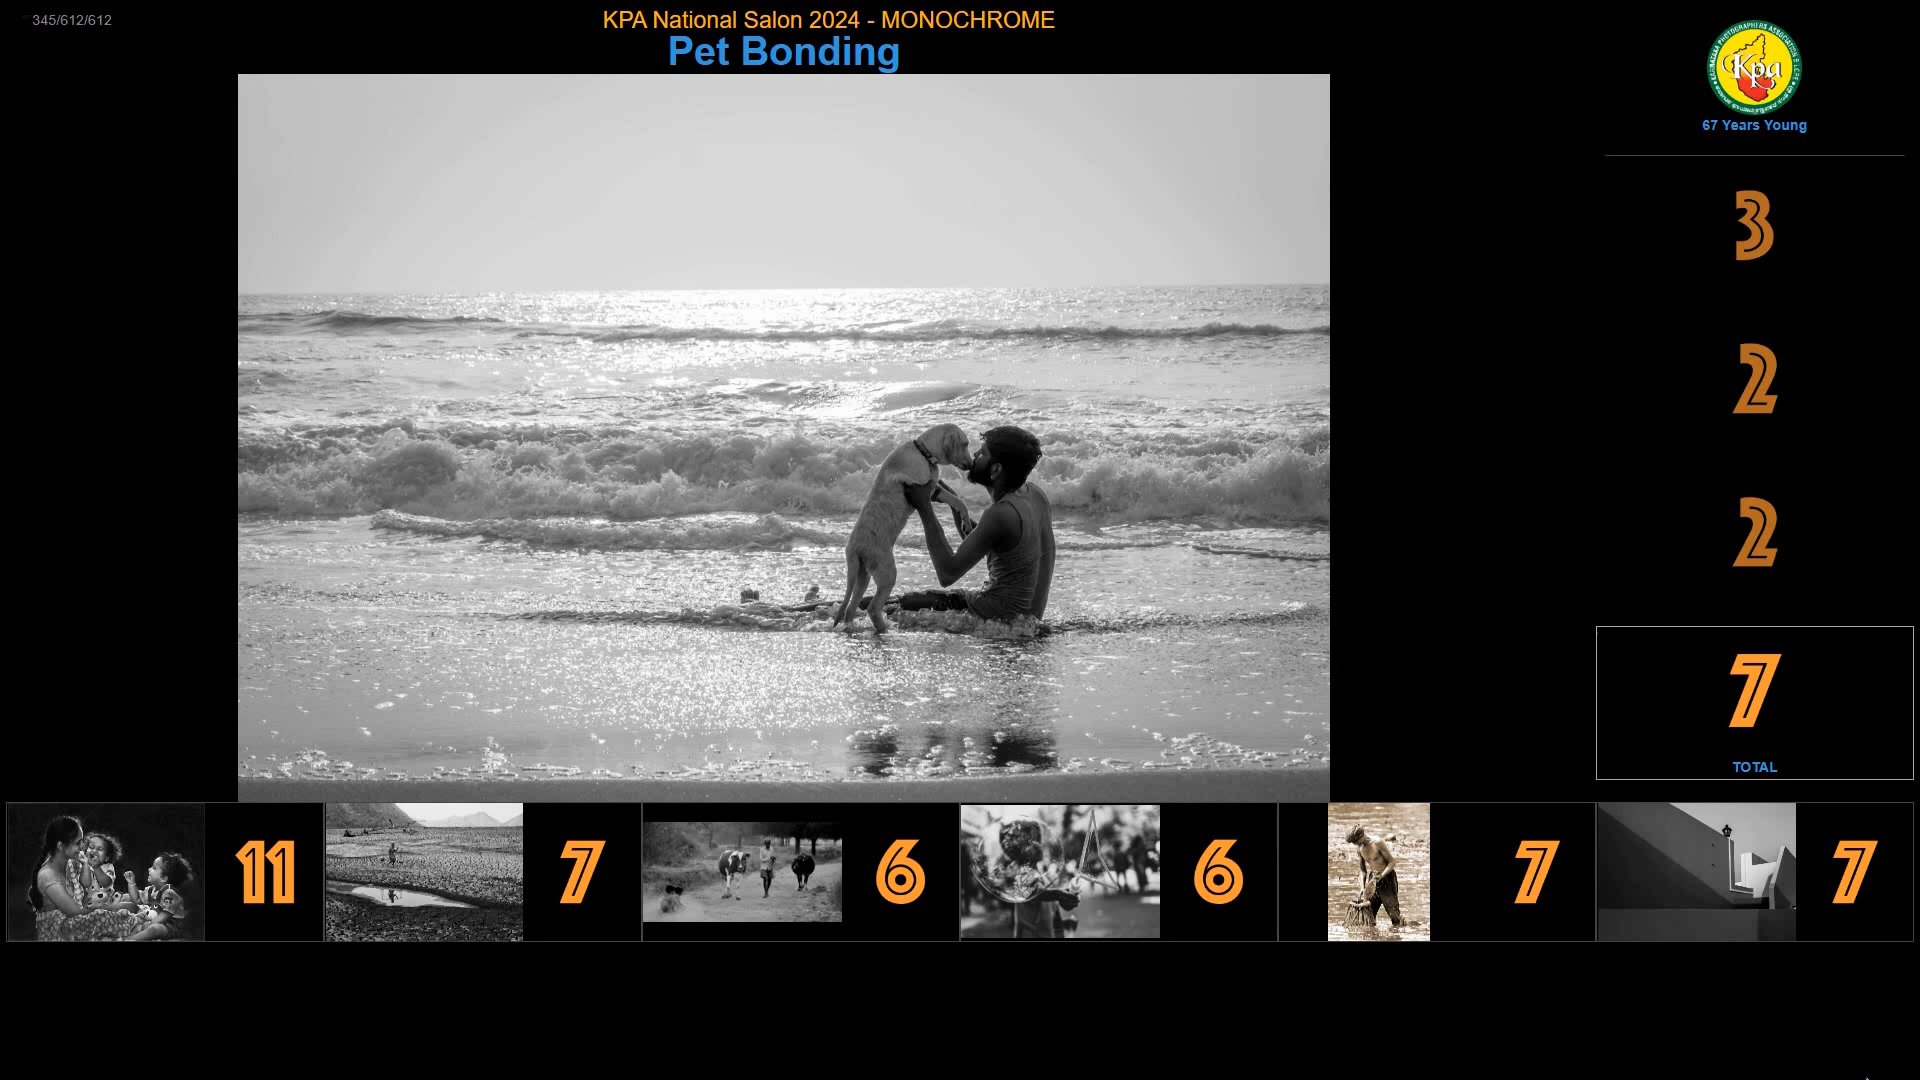 345/612/612
KPA National Salon 2024 - MONOCHROME
Pet Bonding
Kpa
67 Years Young
3
2
2
7
TOTAL
11
7
6
6
7
7